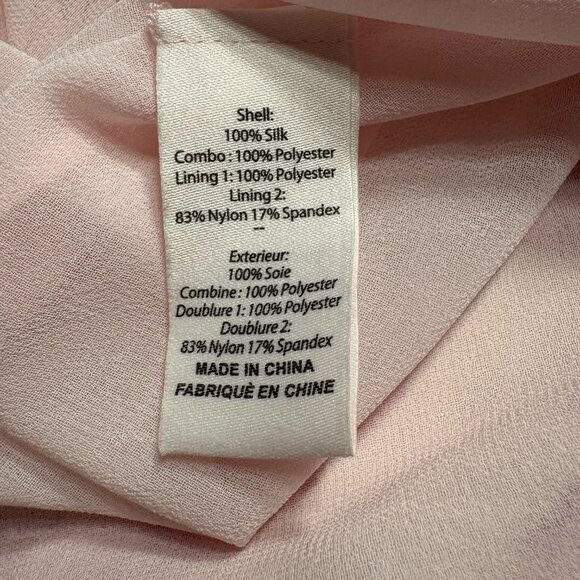 Shell:
100% Silk
Combo : 100% Polyester
Lining 1: 100% Polyester
Lining 2:
83% Nylon 17% Spandex
--
Exterieur:
100% Soie
Combine : 100% Polyester
Doublure 1: 100% Polyester
Doublure 2:
83% Nylon 17% Spandex
MADE IN CHINA
FABRIQUÈ EN CHINE